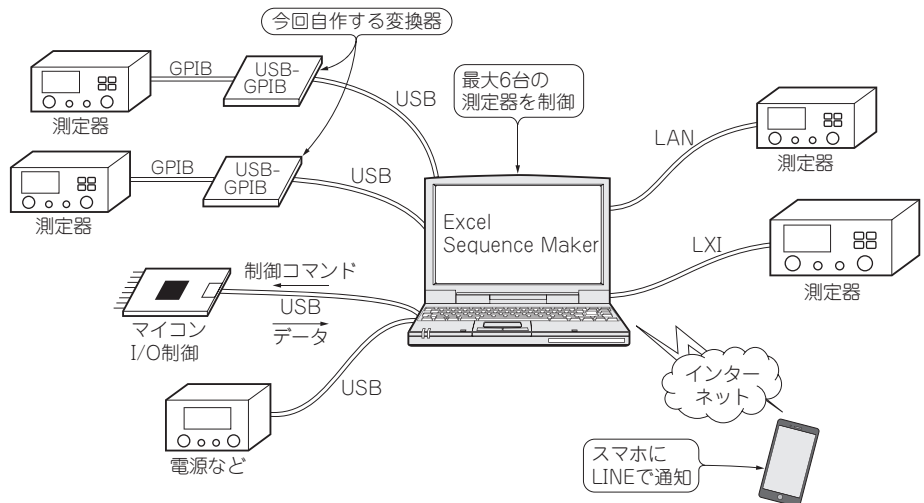 今回自作する変換器
GPIB
USB-
GPIB
USB
測定器
最大6台の
測定器を制御
LAN
測定器
GPIB
USB-
GPIB
USB
測定器
Excel
Sequence Maker
LXI
測定器
制御コマンド
USB
データ
マイコン
I/O制御
USB
電源など
インター
ネット
スマホに
LINEで通知